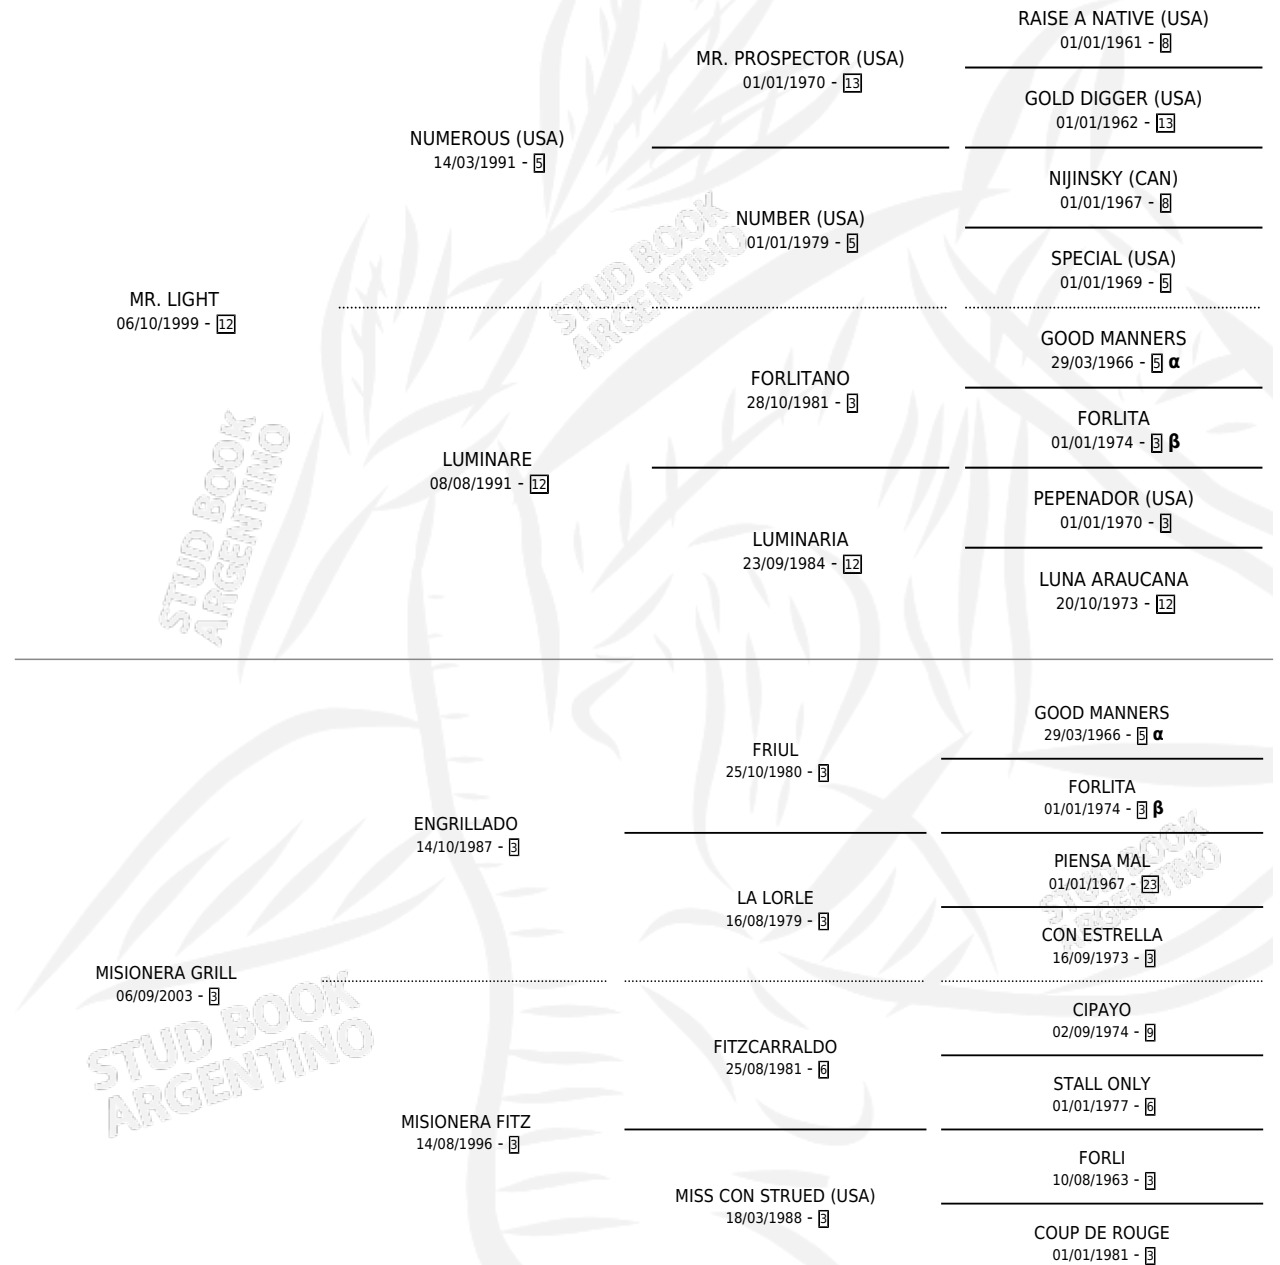 RAISE A NATIVE (USA)
01/01/1961 - 8
MR. PROSPECTOR (USA)
01/01/1970 - 13
GOLD DIGGER (USA)
01/01/1962 - 13
NUMEROUS (USA)
14/03/1991 - 5
NIJINSKY (CAN)
01/01/1967 - 8
NUMBER (USA)
01/01/1979 - 5
SPECIAL (USA)
01/01/1969 - 5
STUD BOOK
ARGENTINO
MR. LIGHT
06/10/1999 - 12
GOOD MANNERS
29/03/1966 - 5 α
FORLITANO
28/10/1981 - 3
FORLITA
01/01/1974 - 3 β
LUMINARE
08/08/1991 - 12
PEPENADOR (USA)
01/01/1970 - 3
LUMINARIA
23/09/1984 - 12
LUNA ARAUCANA
20/10/1973 - 12
STUD BOOK
ARGENTINO
GOOD MANNERS
29/03/1966 - 5 α
FRIUL
25/10/1980 - 3
FORLITA
01/01/1974 - 3 β
ENGRILLADO
14/10/1987 - 3
PIENSA MAL
01/01/1967 - 23
LA LORLE
16/08/1979 - 3
CON ESTRELLA
16/09/1973 - 3
STUD BOOK
ARGENTINO
MISIONERA GRILL
06/09/2003 - 3
CIPAYO
02/09/1974 - 9
FITZCARRALDO
25/08/1981 - 6
STALL ONLY
01/01/1977 - 6
STUD BOOK
ARGENTINO
MISIONERA FITZ
14/08/1996 - 3
FORLI
10/08/1963 - 3
MISS CON STRUED (USA)
18/03/1988 - 3
COUP DE ROUGE
01/01/1981 - 3